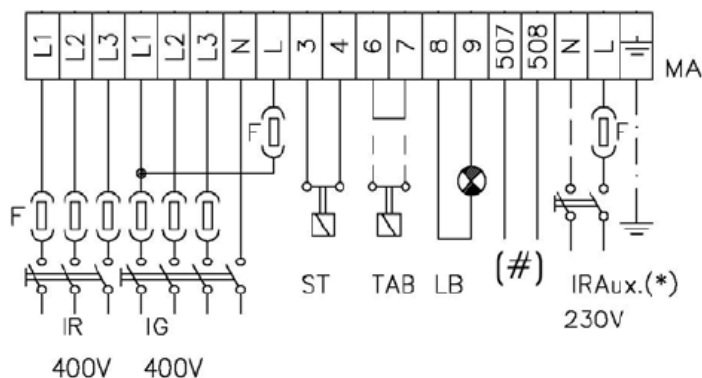 L1 L2 L3 L1 L2 L3 N L 3 4 6 7 8 9 507 508 N L
MA
F F
F
ST TAB LB (#) IRAux.(*)
IR IG 230V
400V 400V